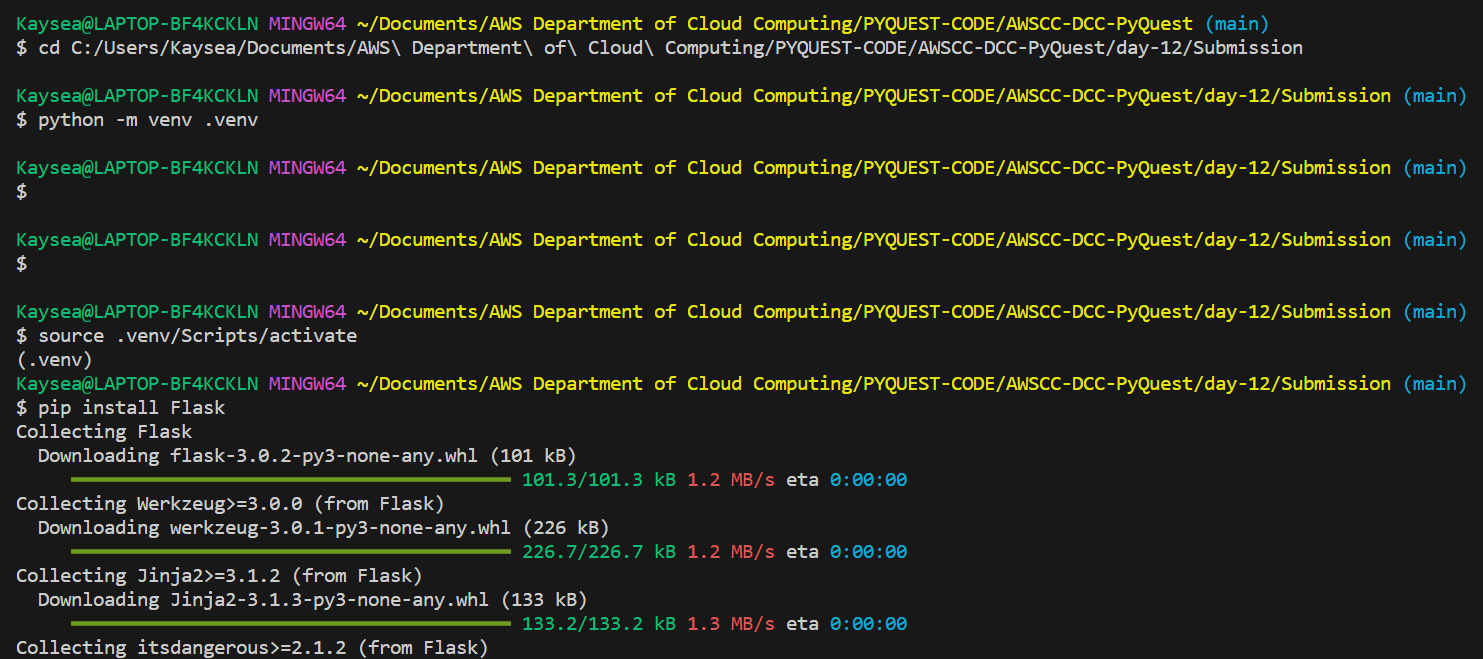 Kaysea@LAPTOP-BF4KCKLN MINGW64 ~/Documents/AWS Department of Cloud Computing/PYQUEST-CODE/AWSCC-DCC-PyQuest (main)
$ cd C:/Users/Kaysea/Documents/AWS\ Department\ of\ Cloud\ Computing/PYQUEST-CODE/AWSCC-DCC-PyQuest/day-12/Submission
Kaysea@LAPTOP-BF4KCKLN MINGW64 ~/Documents/AWS Department of Cloud Computing/PYQUEST-CODE/AWSCC-DCC-PyQuest/day-12/Submission (main)
$ python -m venv .venv
Kaysea@LAPTOP-BF4KCKLN MINGW64 ~/Documents/AWS Department of Cloud Computing/PYQUEST-CODE/AWSCC-DCC-PyQuest/day-12/Submission (main)
$
Kaysea@LAPTOP-BF4KCKLN MINGW64 ~/Documents/AWS Department of Cloud Computing/PYQUEST-CODE/AWSCC-DCC-PyQuest/day-12/Submission (main)
$
Kaysea@LAPTOP-BF4KCKLN MINGW64 ~/Documents/AWS Department of Cloud Computing/PYQUEST-CODE/AWSCC-DCC-PyQuest/day-12/Submission (main)
$ source .venv/Scripts/activate
(.venv)
Kaysea@LAPTOP-BF4KCKLN MINGW64 ~/Documents/AWS Department of Cloud Computing/PYQUEST-CODE/AWSCC-DCC-PyQuest/day-12/Submission (main)
$ pip install Flask
Collecting Flask
Downloading flask-3.0.2-py3-none-any.whl (101 kB)
101.3/101.3 kB 1.2 MB/s eta 0:00:00
Collecting Werkzeug>=3.0.0 (from Flask)
Downloading werkzeug-3.0.1-py3-none-any.whl (226 kB)
226.7/226.7 kB 1.2 MB/s eta 0:00:00
Collecting Jinja2>=3.1.2 (from Flask)
Downloading Jinja2-3.1.3-py3-none-any.whl (133 kB)
133.2/133.2 kB 1.3 MB/s eta 0:00:00
Collecting itsdangerous>=2.1.2 (from Flask)